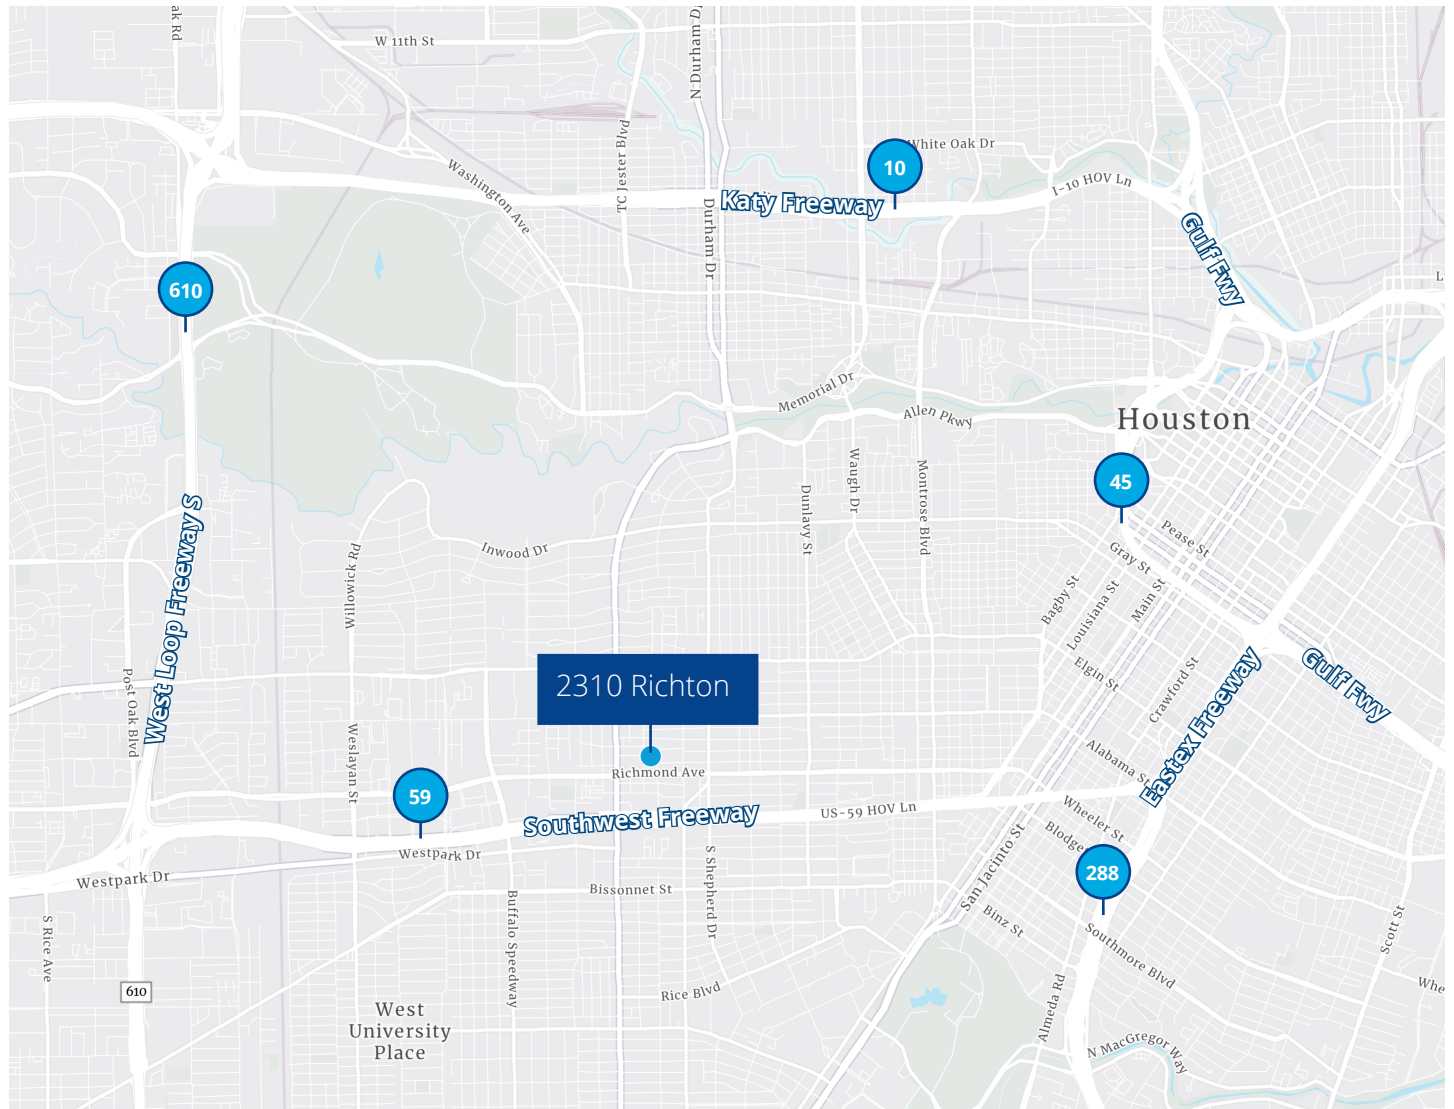 ak Rd
W 11th St
N Durham D
TC Jester Blvd
Washington Ave
White Oak Dr
10
I-10 HOV Ln
Katy Freeway
Durham Dr
Gulf Fwy
610
L
Memorial Dr
Allen Pkwy
Houston
45
Waugh Dr
Montrose Blvd
Dunlavy St
West Loop Freeway S
Inwood Dr
Willowick Rd
Pease St
Gray St
Bagby St
Louisiana St
Main St
Elgin St
Crawford St
Gulf Fwy
Eastex Freeway
2310 Richton
Post Oak Blvd
Weslayan St
Richmond Ave
Alabama St
59
Southwest Freeway
US-59 HOV Ln
Wheeler St
Blodge
Westpark Dr
Westpark Dr
288
San Jacinto St
S Shepherd Dr
Bissonnet St
Buffalo Speedway
S Rice Ave
Binz St
Southmore Blvd
Scott St
610
Rice Blvd
Almeda Rd
Whe
West
University
Place
N MacGregor Way